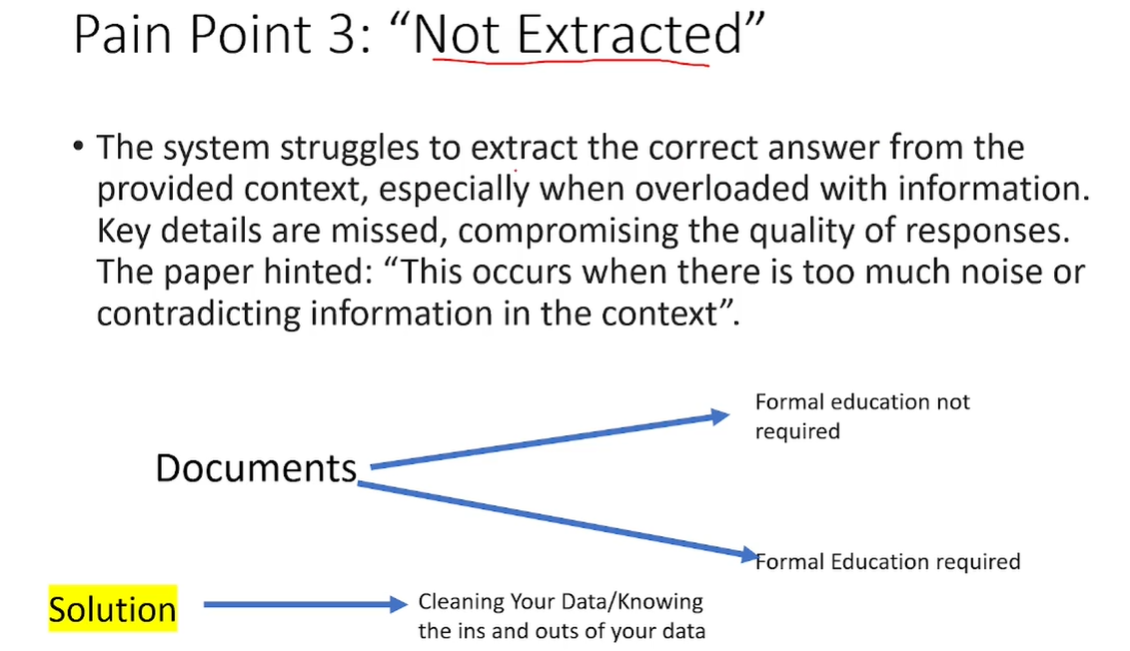 Pain Point 3: “Not Extracted”
• The system struggles to extract the correct answer from the
provided context, especially when overloaded with information.
Key details are missed, compromising the quality of responses.
The paper hinted: “This occurs when there is too much noise or
contradicting information in the context”.
Formal education not
required
Documents
Formal Education required
Solution
Cleaning Your Data/Knowing
the ins and outs of your data